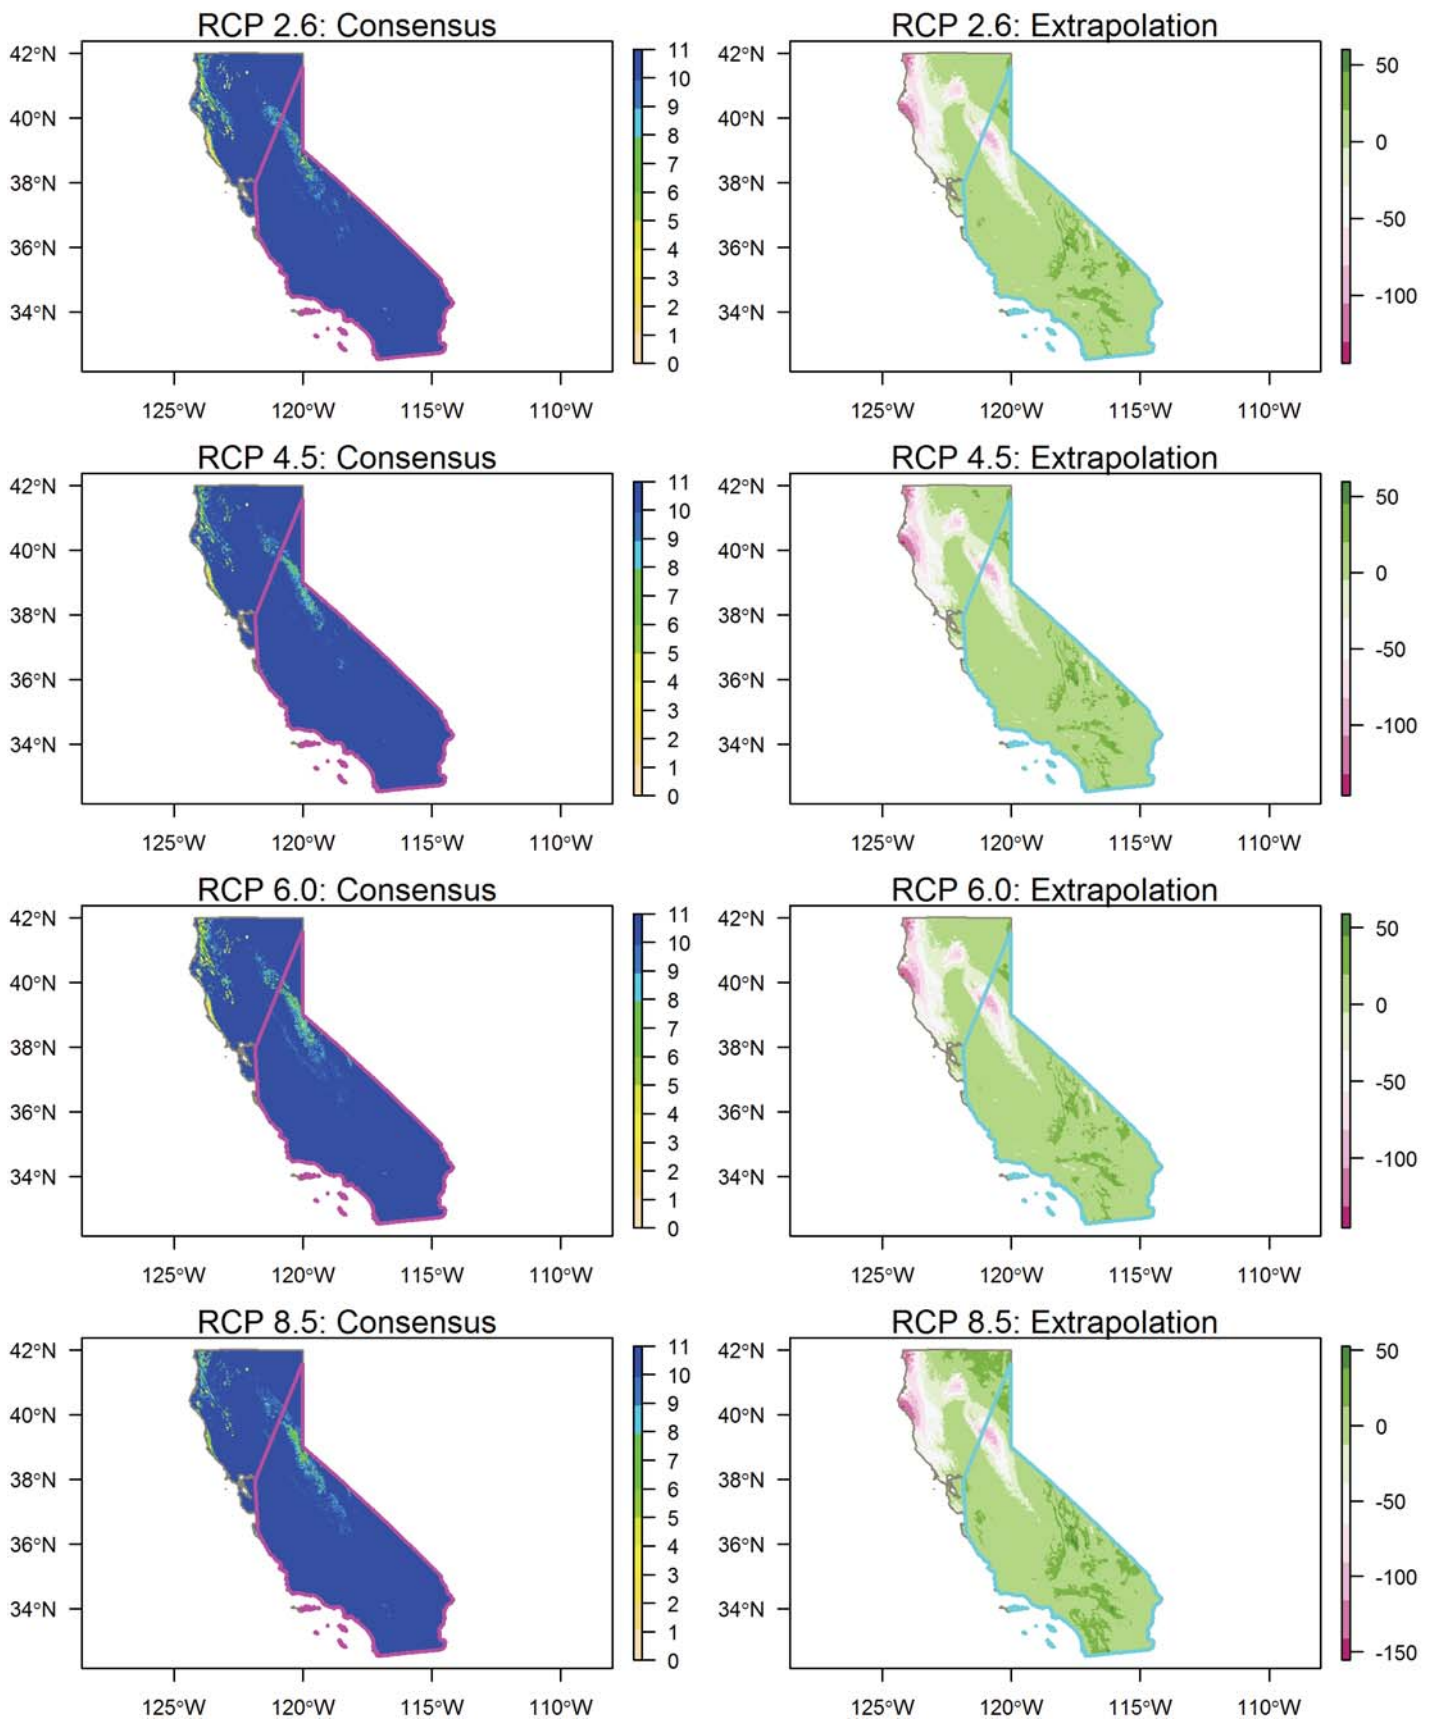 RCP 2.6: Consensus
42°N
40°N
38°N
36°N
34°N
125°W 120°W 115°W 110°W
11
10
9
8
7
6
5
4
3
2
1
0
RCP 2.6: Extrapolation
42°N
40°N
38°N
36°N
34°N
125°W 120°W 115°W 110°W
50
0
-50
-100
RCP 4.5: Consensus
42°N
40°N
38°N
36°N
34°N
125°W 120°W 115°W 110°W
11
10
9
8
7
6
5
4
3
2
1
0
RCP 4.5: Extrapolation
42°N
40°N
38°N
36°N
34°N
125°W 120°W 115°W 110°W
50
0
-50
-100
RCP 6.0: Consensus
42°N
40°N
38°N
36°N
34°N
125°W 120°W 115°W 110°W
11
10
9
8
7
6
5
4
3
2
1
0
RCP 6.0: Extrapolation
42°N
40°N
38°N
36°N
34°N
125°W 120°W 115°W 110°W
50
0
-50
-100
RCP 8.5: Consensus
42°N
40°N
38°N
36°N
34°N
125°W 120°W 115°W 110°W
11
10
9
8
7
6
5
4
3
2
1
0
RCP 8.5: Extrapolation
42°N
40°N
38°N
36°N
34°N
125°W 120°W 115°W 110°W
50
0
-50
-100
-150